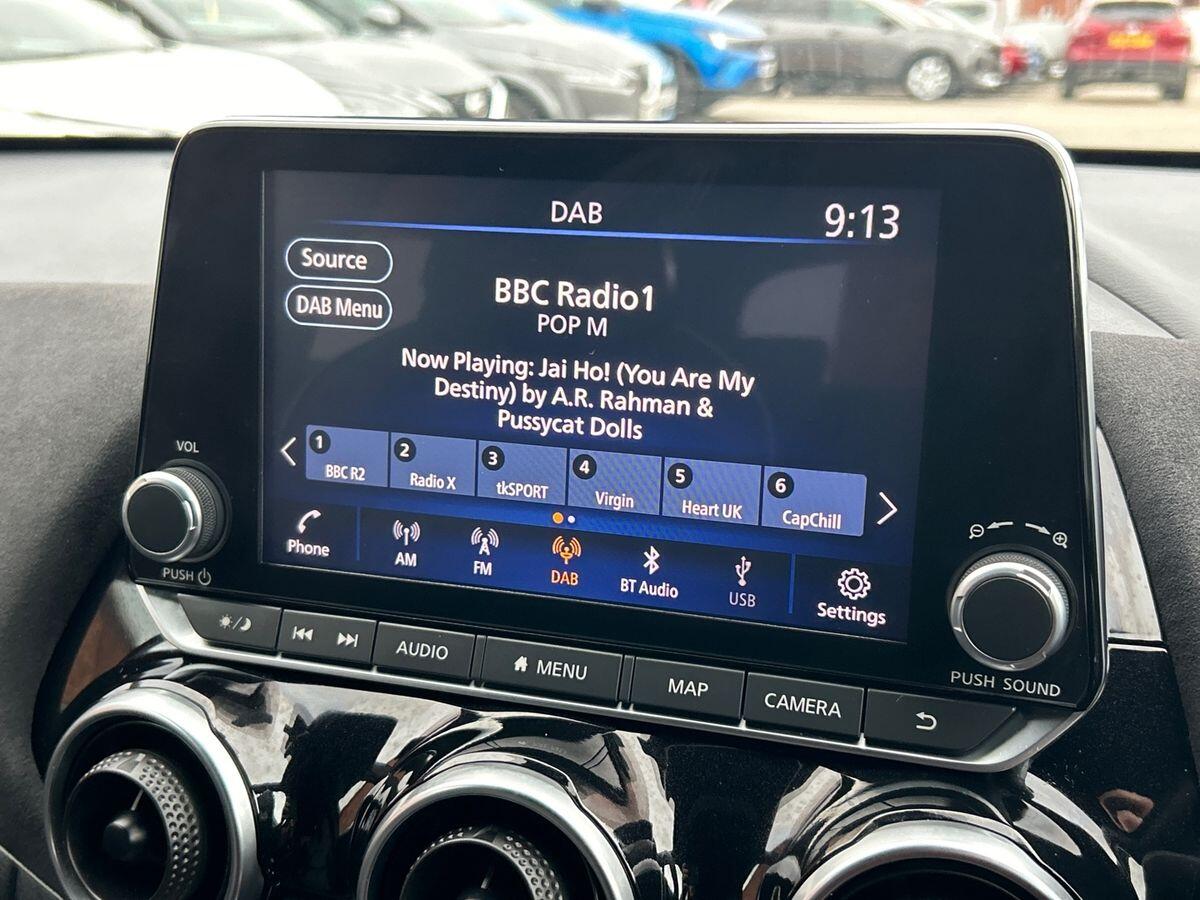 DAB
9:13
Source
DAB Menu
BBC Radio1
POP M
Now Playing: Jai Ho! (You Are My
Destiny) by A.R. Rahman &
Pussycat Dolls
1
BBC R2
2
Radio X
3
tkSPORT
4
Virgin
5
Heart UK
6
CapChill
Phone
AM
FM
DAB
BT Audio
USB
Settings
VOL
PUSH
PUSH SOUND
AUDIO
MENU
MAP
CAMERA